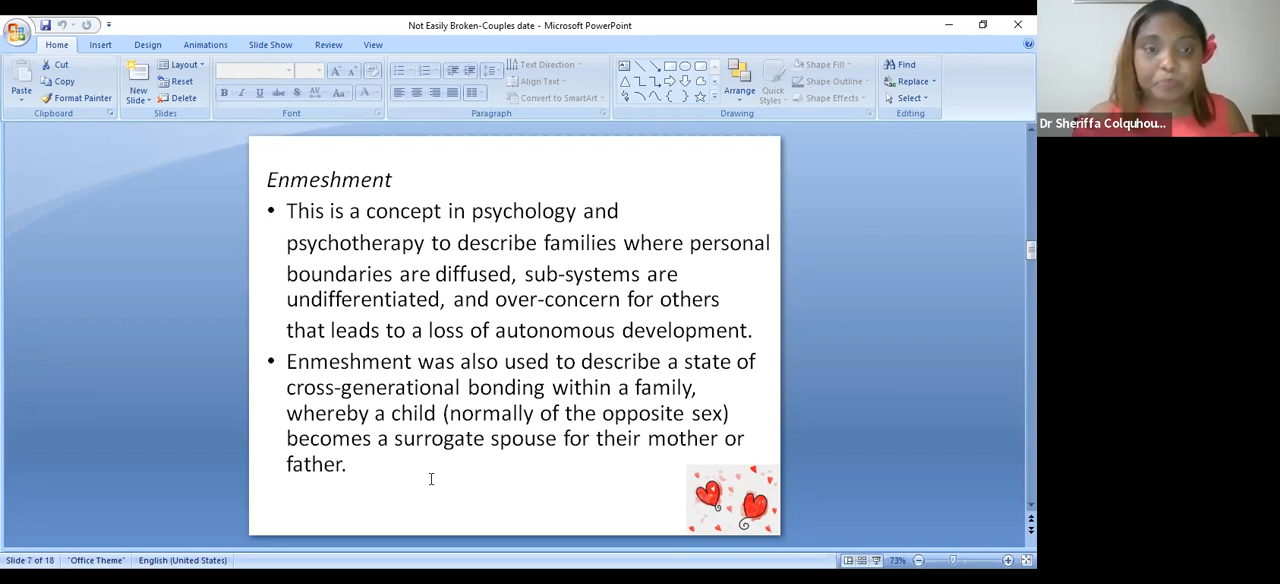 Not Easily Broken-Couples date - Microsoft PowerPoint
Home Insert Design Animations Slide Show Review View
Cut
Copy
Format Painter
Paste
Clipboard
New
Slide
Layout
Reset
Delete
Slides
Font
Text Direction
Align Text
Convert to SmartArt
Paragraph
Arrange
Quick
Styles
Shape Fill
Shape Outline
Shape Effects
Drawing
Find
Replace
Select
Editing
Dr Sheriffa Colquhou...
Enmeshment
• This is a concept in psychology and
psychotherapy to describe families where personal
boundaries are diffused, sub-systems are
undifferentiated, and over-concern for others
that leads to a loss of autonomous development.
• Enmeshment was also used to describe a state of
cross-generational bonding within a family,
whereby a child (normally of the opposite sex)
becomes a surrogate spouse for their mother or
father.
Slide 7 of 18 "Office Theme" English (United States) 73%